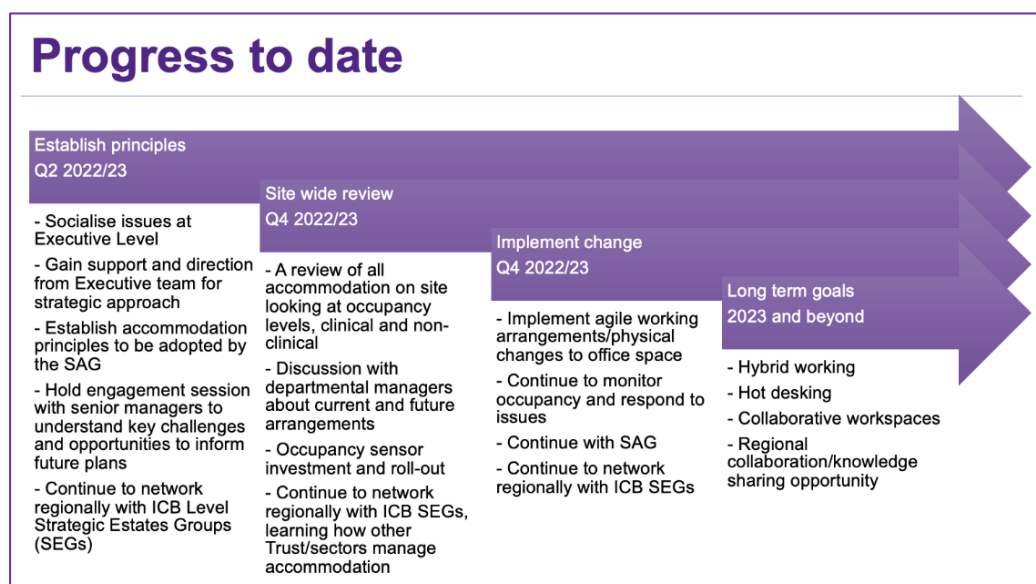 Progress to date
Establish principles
Q2 2022/23
- Socialise issues at
Executive Level
- Gain support and direction
from Executive team for
strategic approach
- Establish accommodation
principles to be adopted by
the SAG
- Hold engagement session
with senior managers to
understand key challenges
and opportunities to inform
future plans
- Continue to network
regionally with ICB Level
Strategic Estates Groups
(SEGs)
Site wide review
Q4 2022/23
- A review of all
accommodation on site
looking at occupancy
levels, clinical and non-
clinical
- Discussion with
departmental managers
about current and future
arrangements
- Occupancy sensor
investment and roll-out
- Continue to network
regionally with ICB SEGs,
learning how other
Trust/sectors manage
accommodation
Implement change
Q4 2022/23
- Implement agile working
arrangements/physical
changes to office space
- Continue to monitor
occupancy and respond to
issues
- Continue with SAG
- Continue to network
regionally with ICB SEGs
Long term goals
2023 and beyond
- Hybrid working
- Hot desking
- Collaborative workspaces
- Regional
collaboration/knowledge
sharing opportunity